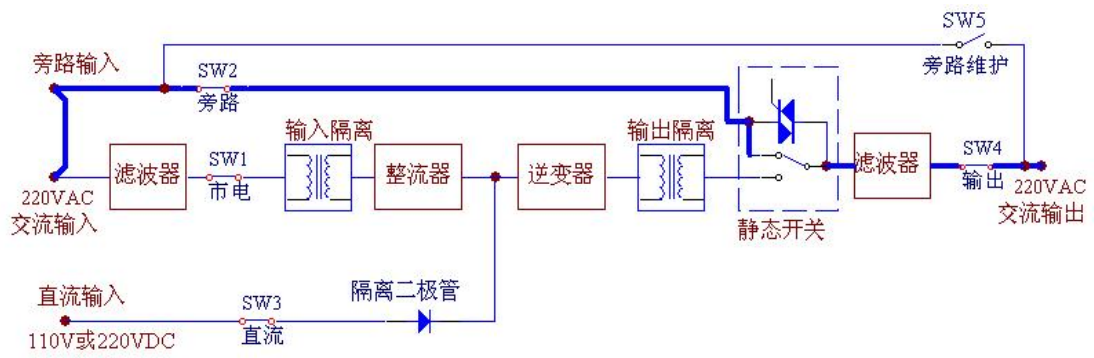 SW5
旁路维护
旁路输入
SW2
旁路
输入隔离
输出隔离
滤波器
SW1
市电
整流器
逆变器
滤波器
SW4
输出
220VAC
交流输入
静态开关
220VAC
交流输出
直流输入
110V或220VDC
SW3
直流
隔离二极管